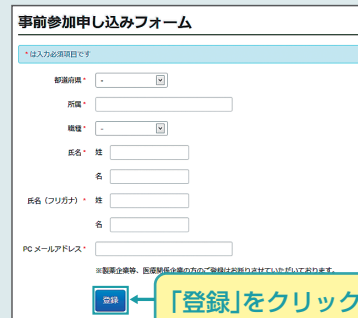 事前参加申し込みフォーム
*は入力必須項目です
都道府県* -
所属*
職種* -
氏名* 姓
名
氏名（フリガナ）* 姓
名
PCメールアドレス*
※製薬企業等、医療関係企業の方のご登録はお断りさせていただいております。
登録
「登録」をクリック